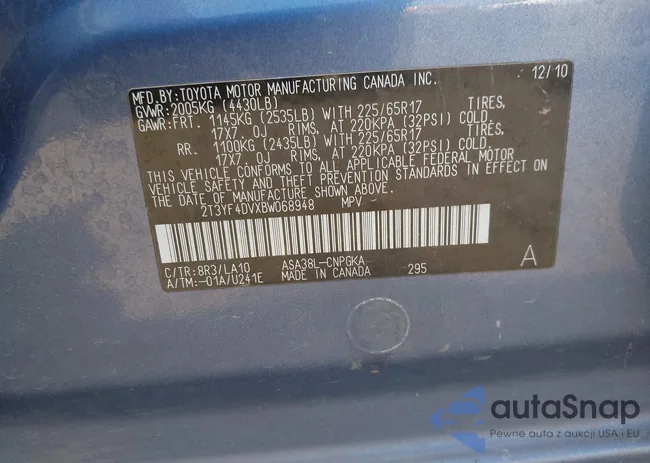 MFD.BY:TOYOTA MOTOR MANUFACTURING CANADA INC. 12/10
GVWR:2005KG (4430LB)
GAWR:FRT. 1145KG (2535LB) WITH 225/65R17 TIRES,
17X7.0J RIMS, AT 220KPA (32PSI) COLD.
RR. 1100KG (2435LB) WITH 225/65R17 TIRES,
17X7.0J RIMS, AT 220KPA (32PSI) COLD.
THIS VEHICLE CONFORMS TO ALL APPLICABLE FEDERAL MOTOR
VEHICLE SAFETY AND THEFT PREVENTION STANDARDS IN EFFECT ON
THE DATE OF MANUFACTURE SHOWN ABOVE.
2T3YF4DVXBW068948 MPV
A
C/TR:8R3/LA10 ASA38L-CNPGKA
A/TM:-01A/U241E MADE IN CANADA 295
autaSnap
Pewne auta z aukcji USA i EU